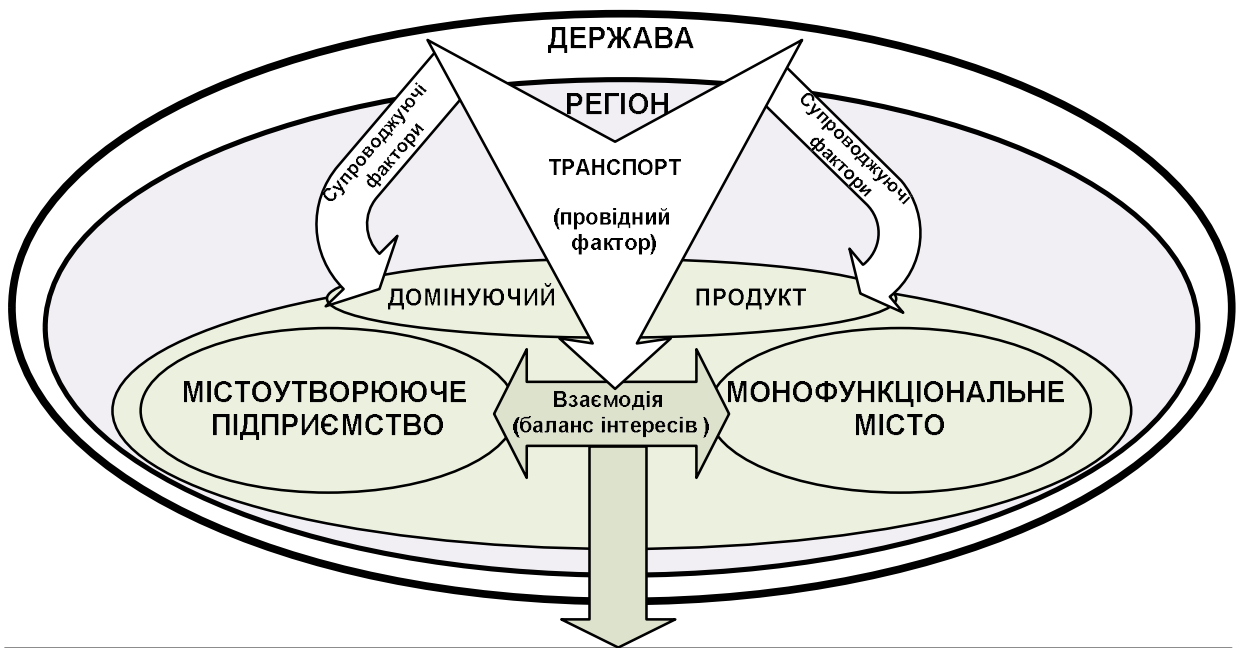 ДЕРЖАВА
РЕГІОН
Супроводжуючі
фактори
Супроводжуючі
фактори
ТРАНСПОРТ
(провідний
фактор)
ДОМІНУЮЧИЙ
ПРОДУКТ
МІСТОУТВОРЮЮЧЕ
ПІДПРИЄМСТВО
Взаємодія
(баланс інтересів )
МОНОФУНКЦІОНАЛЬНЕ
МІСТО